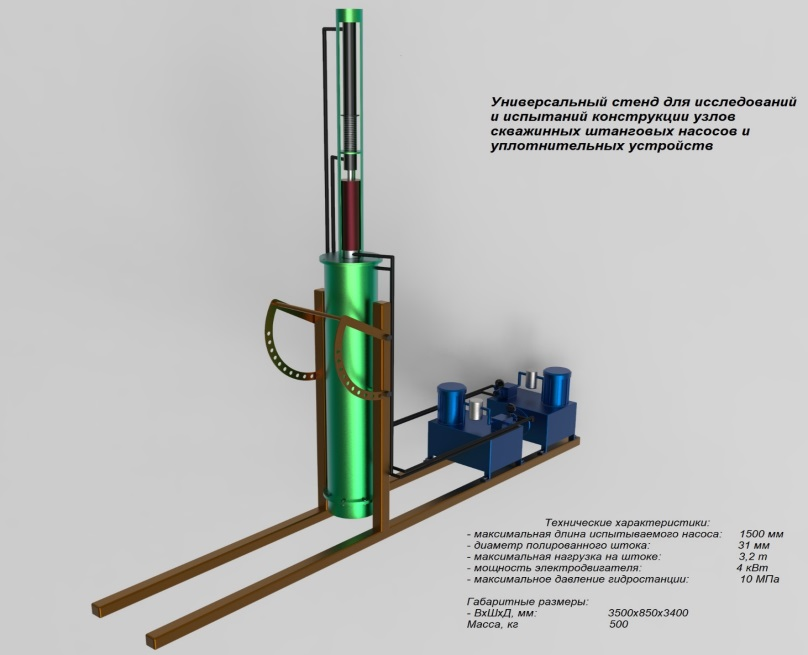 Универсальный стенд для исследований
и испытаний конструкции узлов
скважинных штанговых насосов и
уплотнительных устройств
Технические характеристики:
- максимальная длина испытываемого насоса: 1500 мм
- диаметр полированного штока: 31 мм
- максимальная нагрузка на штоке: 3,2 т
- мощность электродвигателя: 4 кВт
- максимальное давление гидростанции: 10 МПа
Габаритные размеры:
- ВхШхД, мм: 3500х850х3400
Масса, кг 500